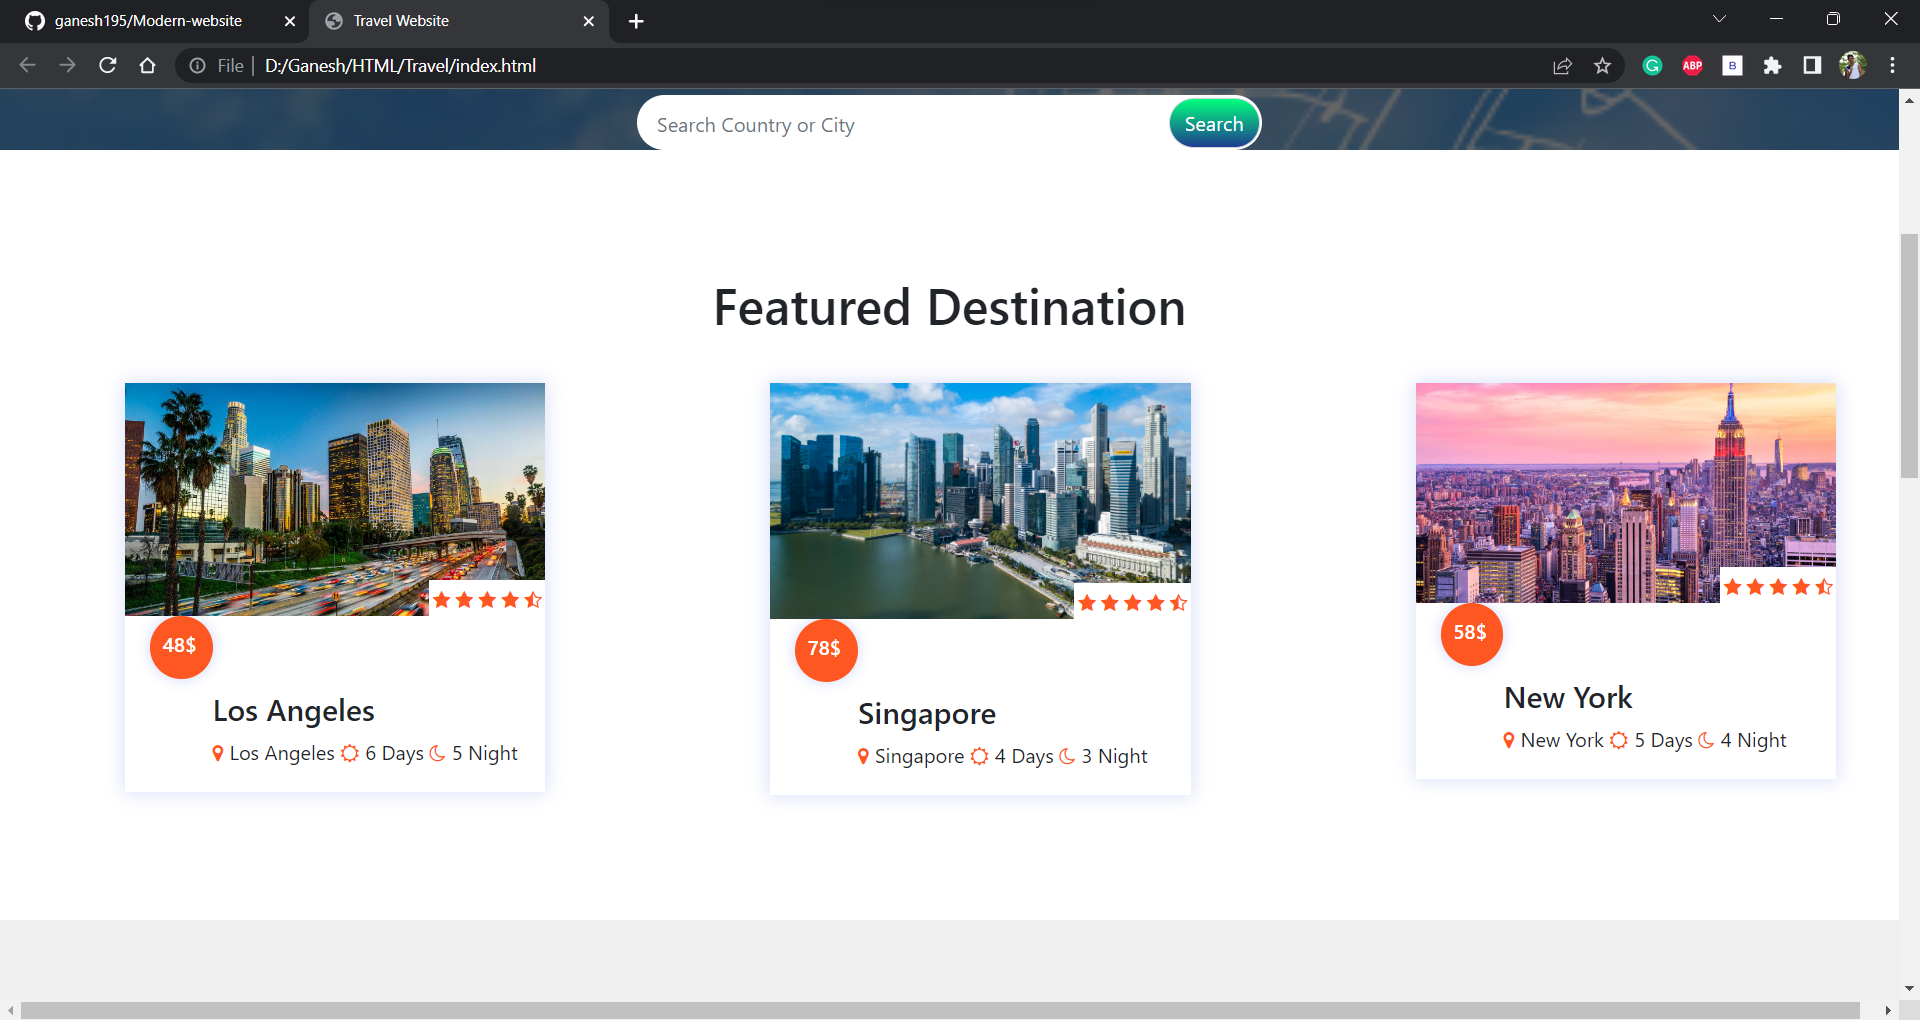 ganesh195/Modern-website
Travel Website
File | D:/Ganesh/HTML/Travel/index.html
ABP
B
Search Country or City
Search
Featured Destination
48$
Los Angeles
Los Angeles 6 Days 5 Night
78$
Singapore
Singapore 4 Days 3 Night
58$
New York
New York 5 Days 4 Night